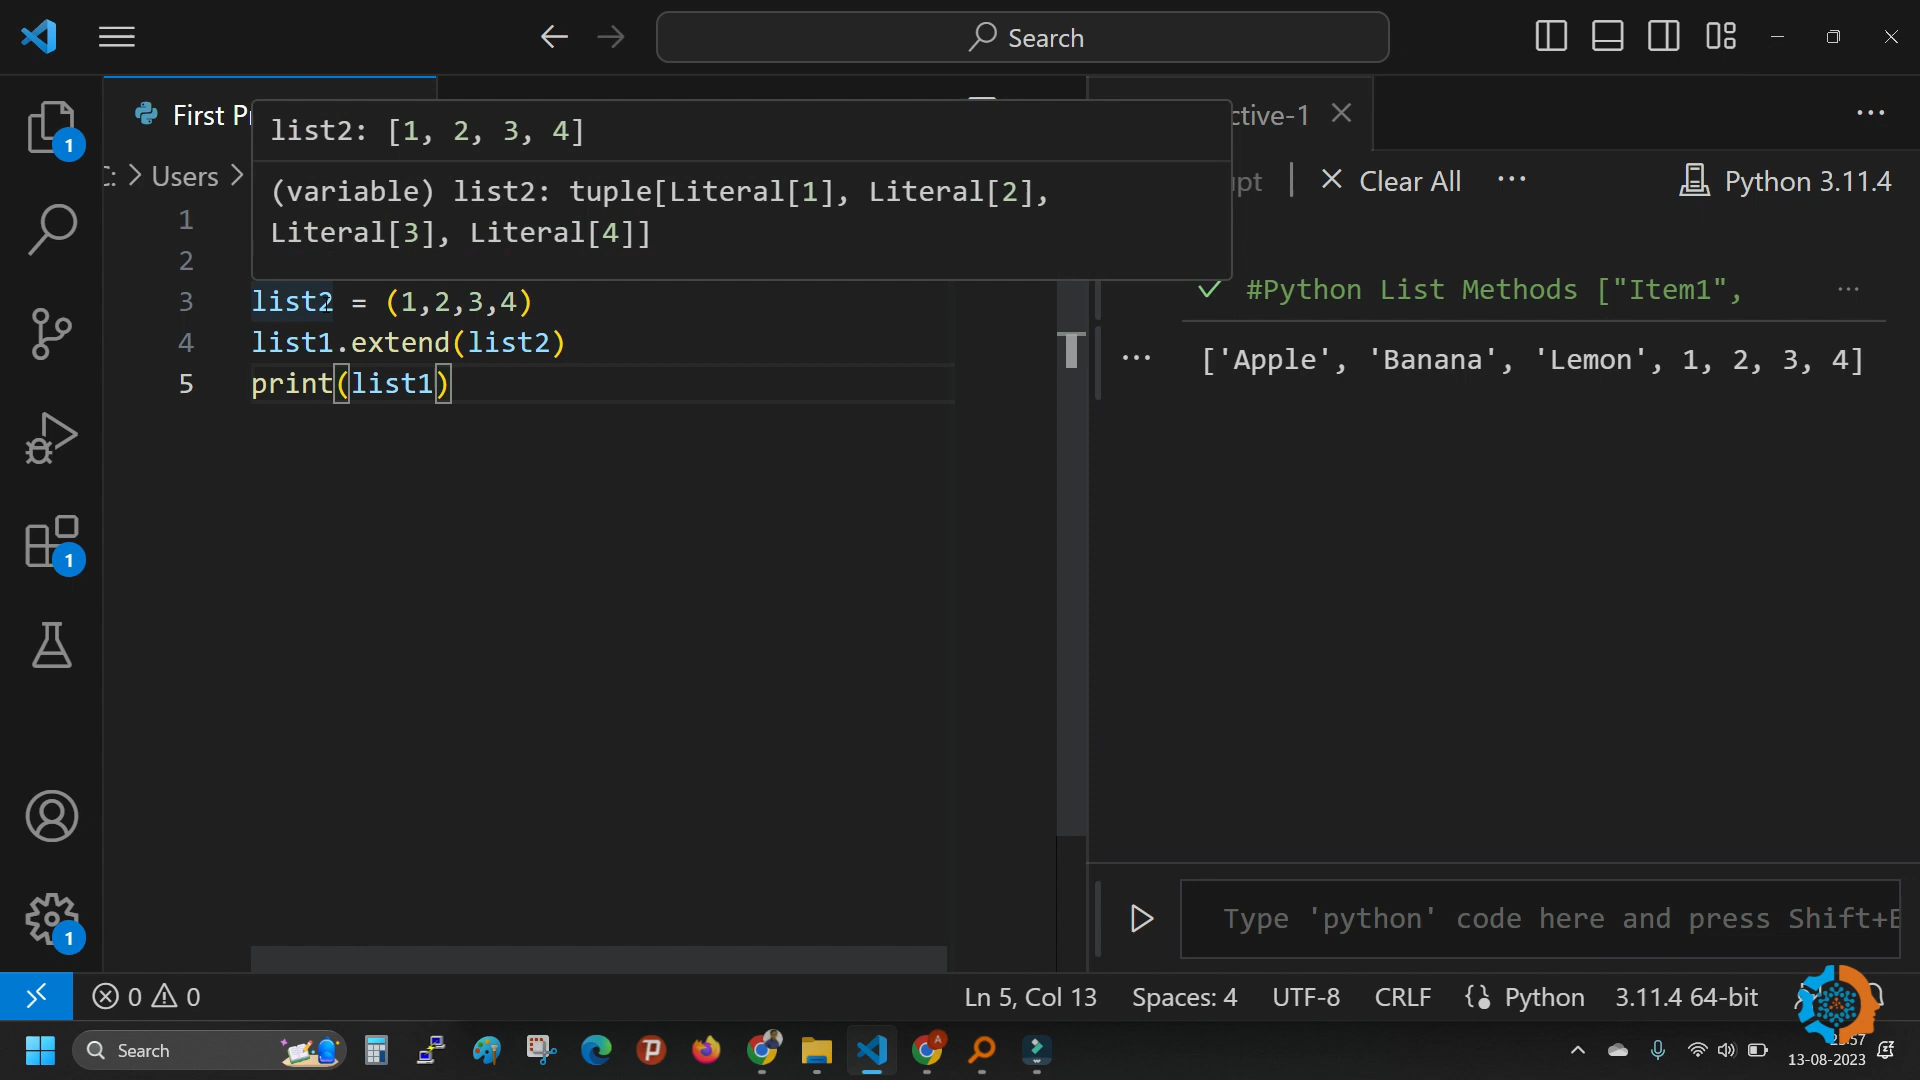 Search
First Pr
ctive-1
list2: [1, 2, 3, 4]
C: > Users >
(variable) list2: tuple[Literal[1], Literal[2],
Literal[3], Literal[4]]
Clear All
Python 3.11.4
1
2
3 list2 = (1,2,3,4)
4 list1.extend(list2)
5 print(list1)
#Python List Methods ["Item1",
['Apple', 'Banana', 'Lemon', 1, 2, 3, 4]
1
1
1
Type 'python' code here and press Shift+E
0 0
Ln 5, Col 13
Spaces: 4
UTF-8
CRLF
Python
3.11.4 64-bit
Search
13-08-2023